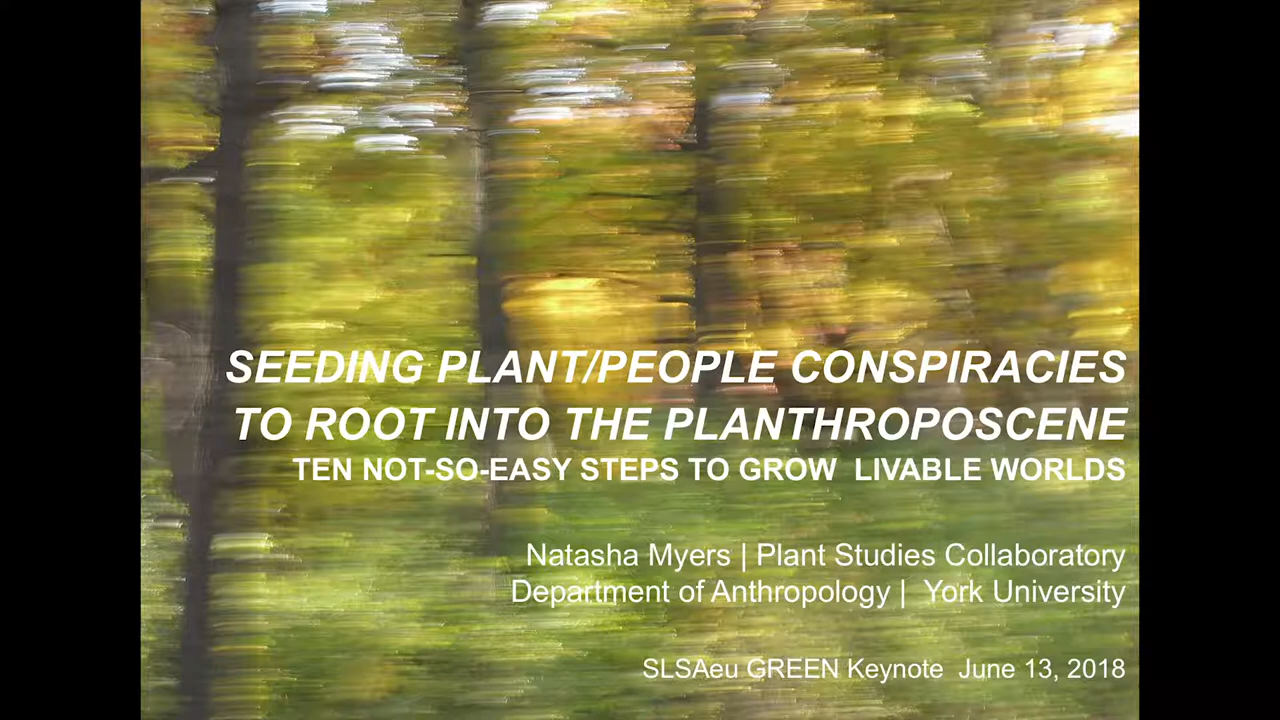 SEEDING PLANT/PEOPLE CONSPIRACIES
TO ROOT INTO THE PLANTHROPOSCENE
TEN NOT-SO-EASY STEPS TO GROW LIVABLE WORLDS
Natasha Myers | Plant Studies Collaboratory
Department of Anthropology | York University
SLSAeu GREEN Keynote June 13, 2018